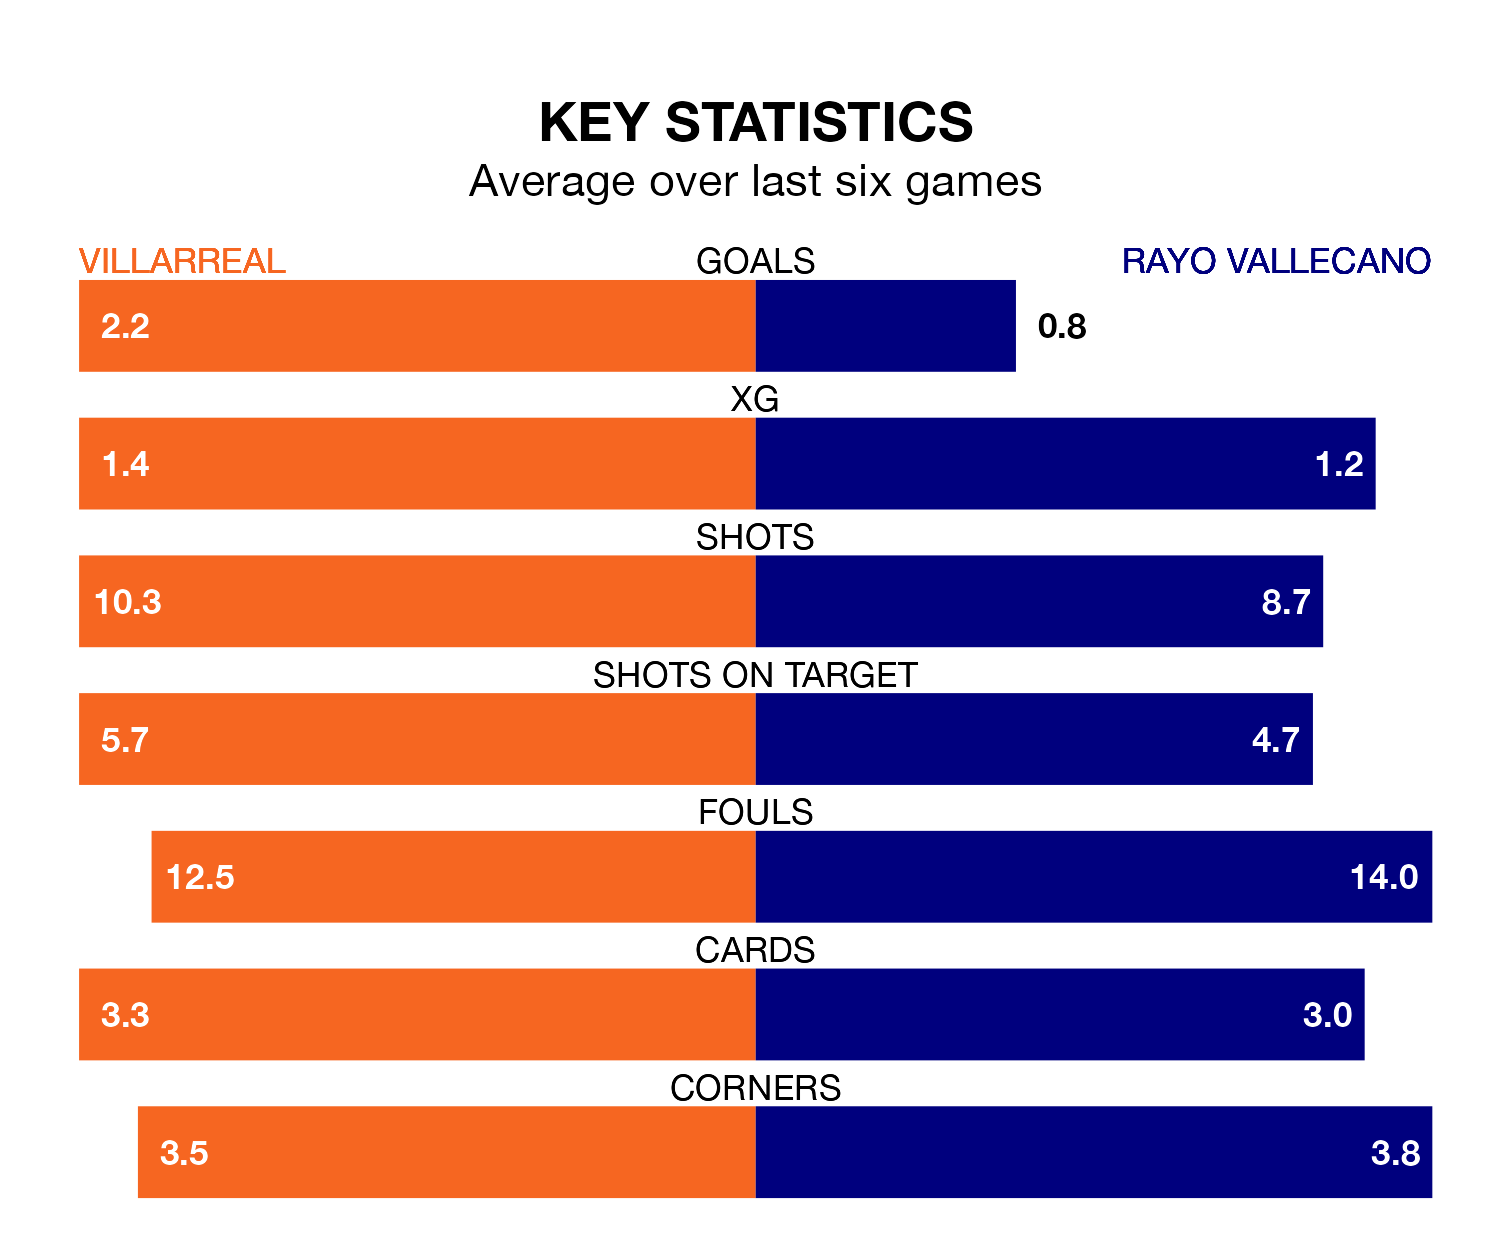 KEY STATISTICS
Average over last six games
VILLARREAL GOALS RAYO VALLECANO
2.2 0.8
XG
1.4 1.2
SHOTS
10.3 8.7
SHOTS ON TARGET
5.7 4.7
FOULS
12.5 14.0
CARDS
3.3 3.0
CORNERS
3.5 3.8